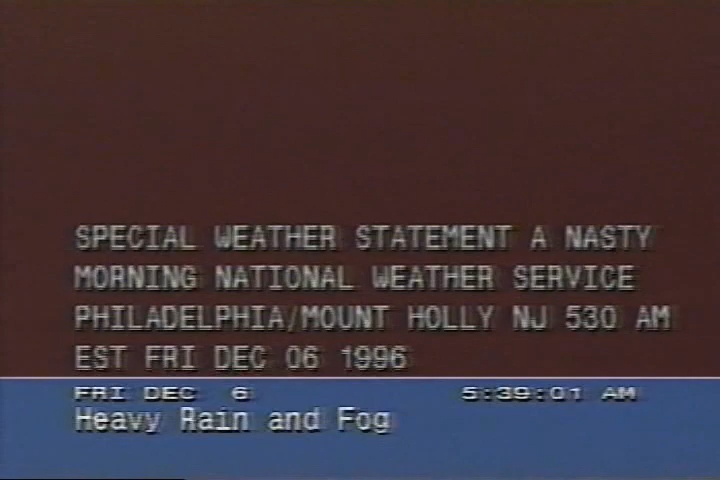 SPECIAL WEATHER STATEMENT A NASTY
MORNING NATIONAL WEATHER SERVICE
PHILADELPHIA/MOUNT HOLLY NJ 530 AM
EST FRI DEC 06 1996
FRI DEC  6 5:39:01 AM
Heavy Rain and Fog